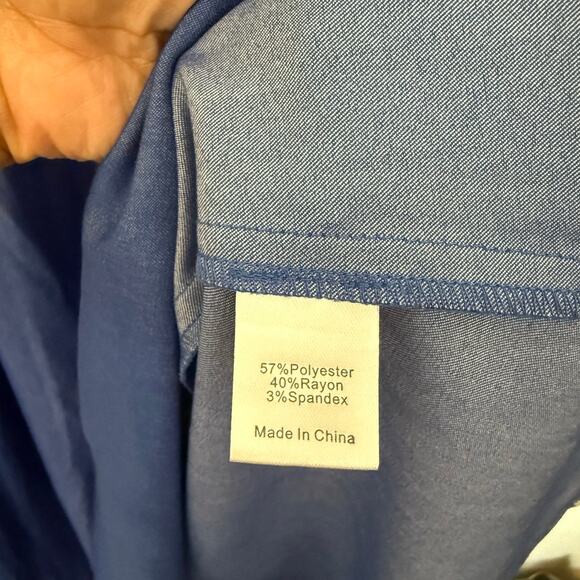 57%Polyester
40%Rayon
3%Spandex
Made In China